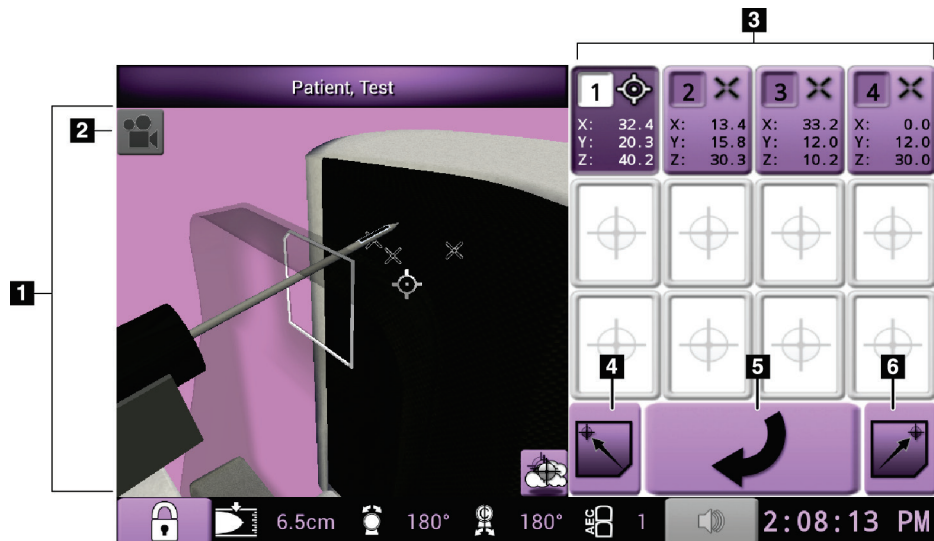 3
Patient, Test
1 2 3 4
X: 32.4 X: 13.4 X: 33.2 X: 0.0
Y: 20.3 Y: 15.8 Y: 12.0 Y: 12.0
Z: 40.2 Z: 30.3 Z: 10.2 Z: 30.0
2
1
4 5 6
6.5cm 180° 180° AEC 1 2:08:13 PM